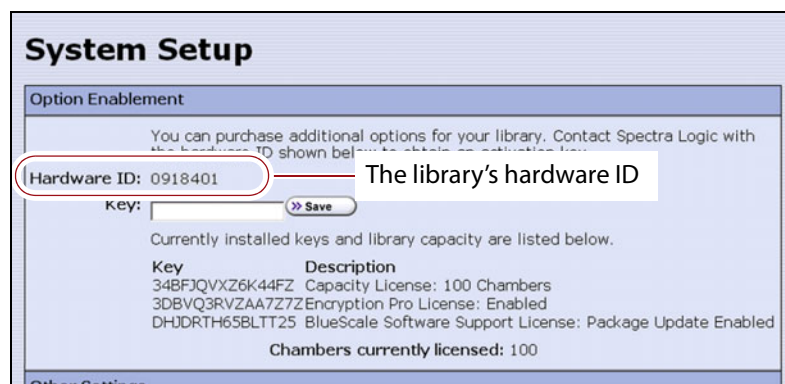 System Setup
Option Enablement
You can purchase additional options for your library. Contact Spectra Logic with
the hardware ID shown below to obtain an activation key.
Hardware ID: 0918401
The library's hardware ID
Key:
Save
Currently installed keys and library capacity are listed below.
Key Description
34BFJQVXZ6K44FZ Capacity License: 100 Chambers
3DBVQ3RVZAA7Z7Z Encryption Pro License: Enabled
DHJDRTH65BLTT25 BlueScale Software Support License: Package Update Enabled
Chambers currently licensed: 100
Other Settings